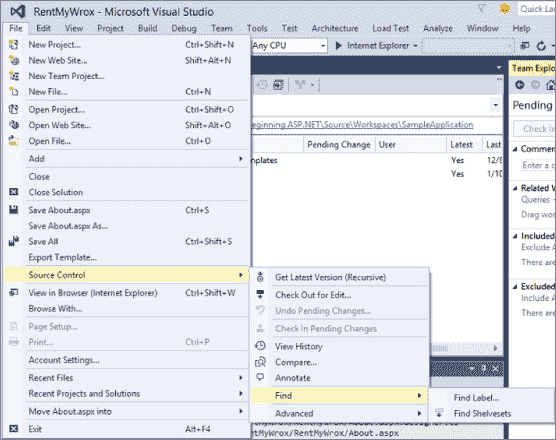 RentMyWrox - Microsoft Visual Studio
Quick La
File Edit View Project Build Debug Team Tools Architecture Load Test Analyze Window Help
New Project... Ctrl+Shift+N
Any CPU Internet Explorer
New Web Site... Shift+Alt+N
New Team Project...
Team Explo
New File... Ctrl+N
Open Project... Ctrl+Shift+O
Pending
Open Web Site... Shift+Alt+O
eginning ASP.NET\Source\Workspaces\SampleApplication
Check In
Open File... Ctrl+O
Pending Change User Latest Last
Commen
Add
mplates Yes 12/8
Enter a co
Close
Yes 1/10
Close Solution
Related W
Save About.aspx Ctrl+S
Queries
Save About.aspx As...
Drag work
Save All Ctrl+Shift+S
Included
Export Template...
Exclude A
Source Control
Get Latest Version (Recursive)
There are
View in Browser (Internet Explorer) Ctrl+Shift+W
Check Out for Edit...
Excluded
Browse With...
Undo Pending Changes...
Include A
Page Setup...
Check In Pending Changes
There are
Print... Ctrl+P
View History
Account Settings...
Compare...
Recent Files
Annotate
Recent Projects and Solutions
Find
Find Label...
Move About.aspx into
Advanced
Find Shelvesets
Exit Alt+F4
/RentMyWrox/About.aspx